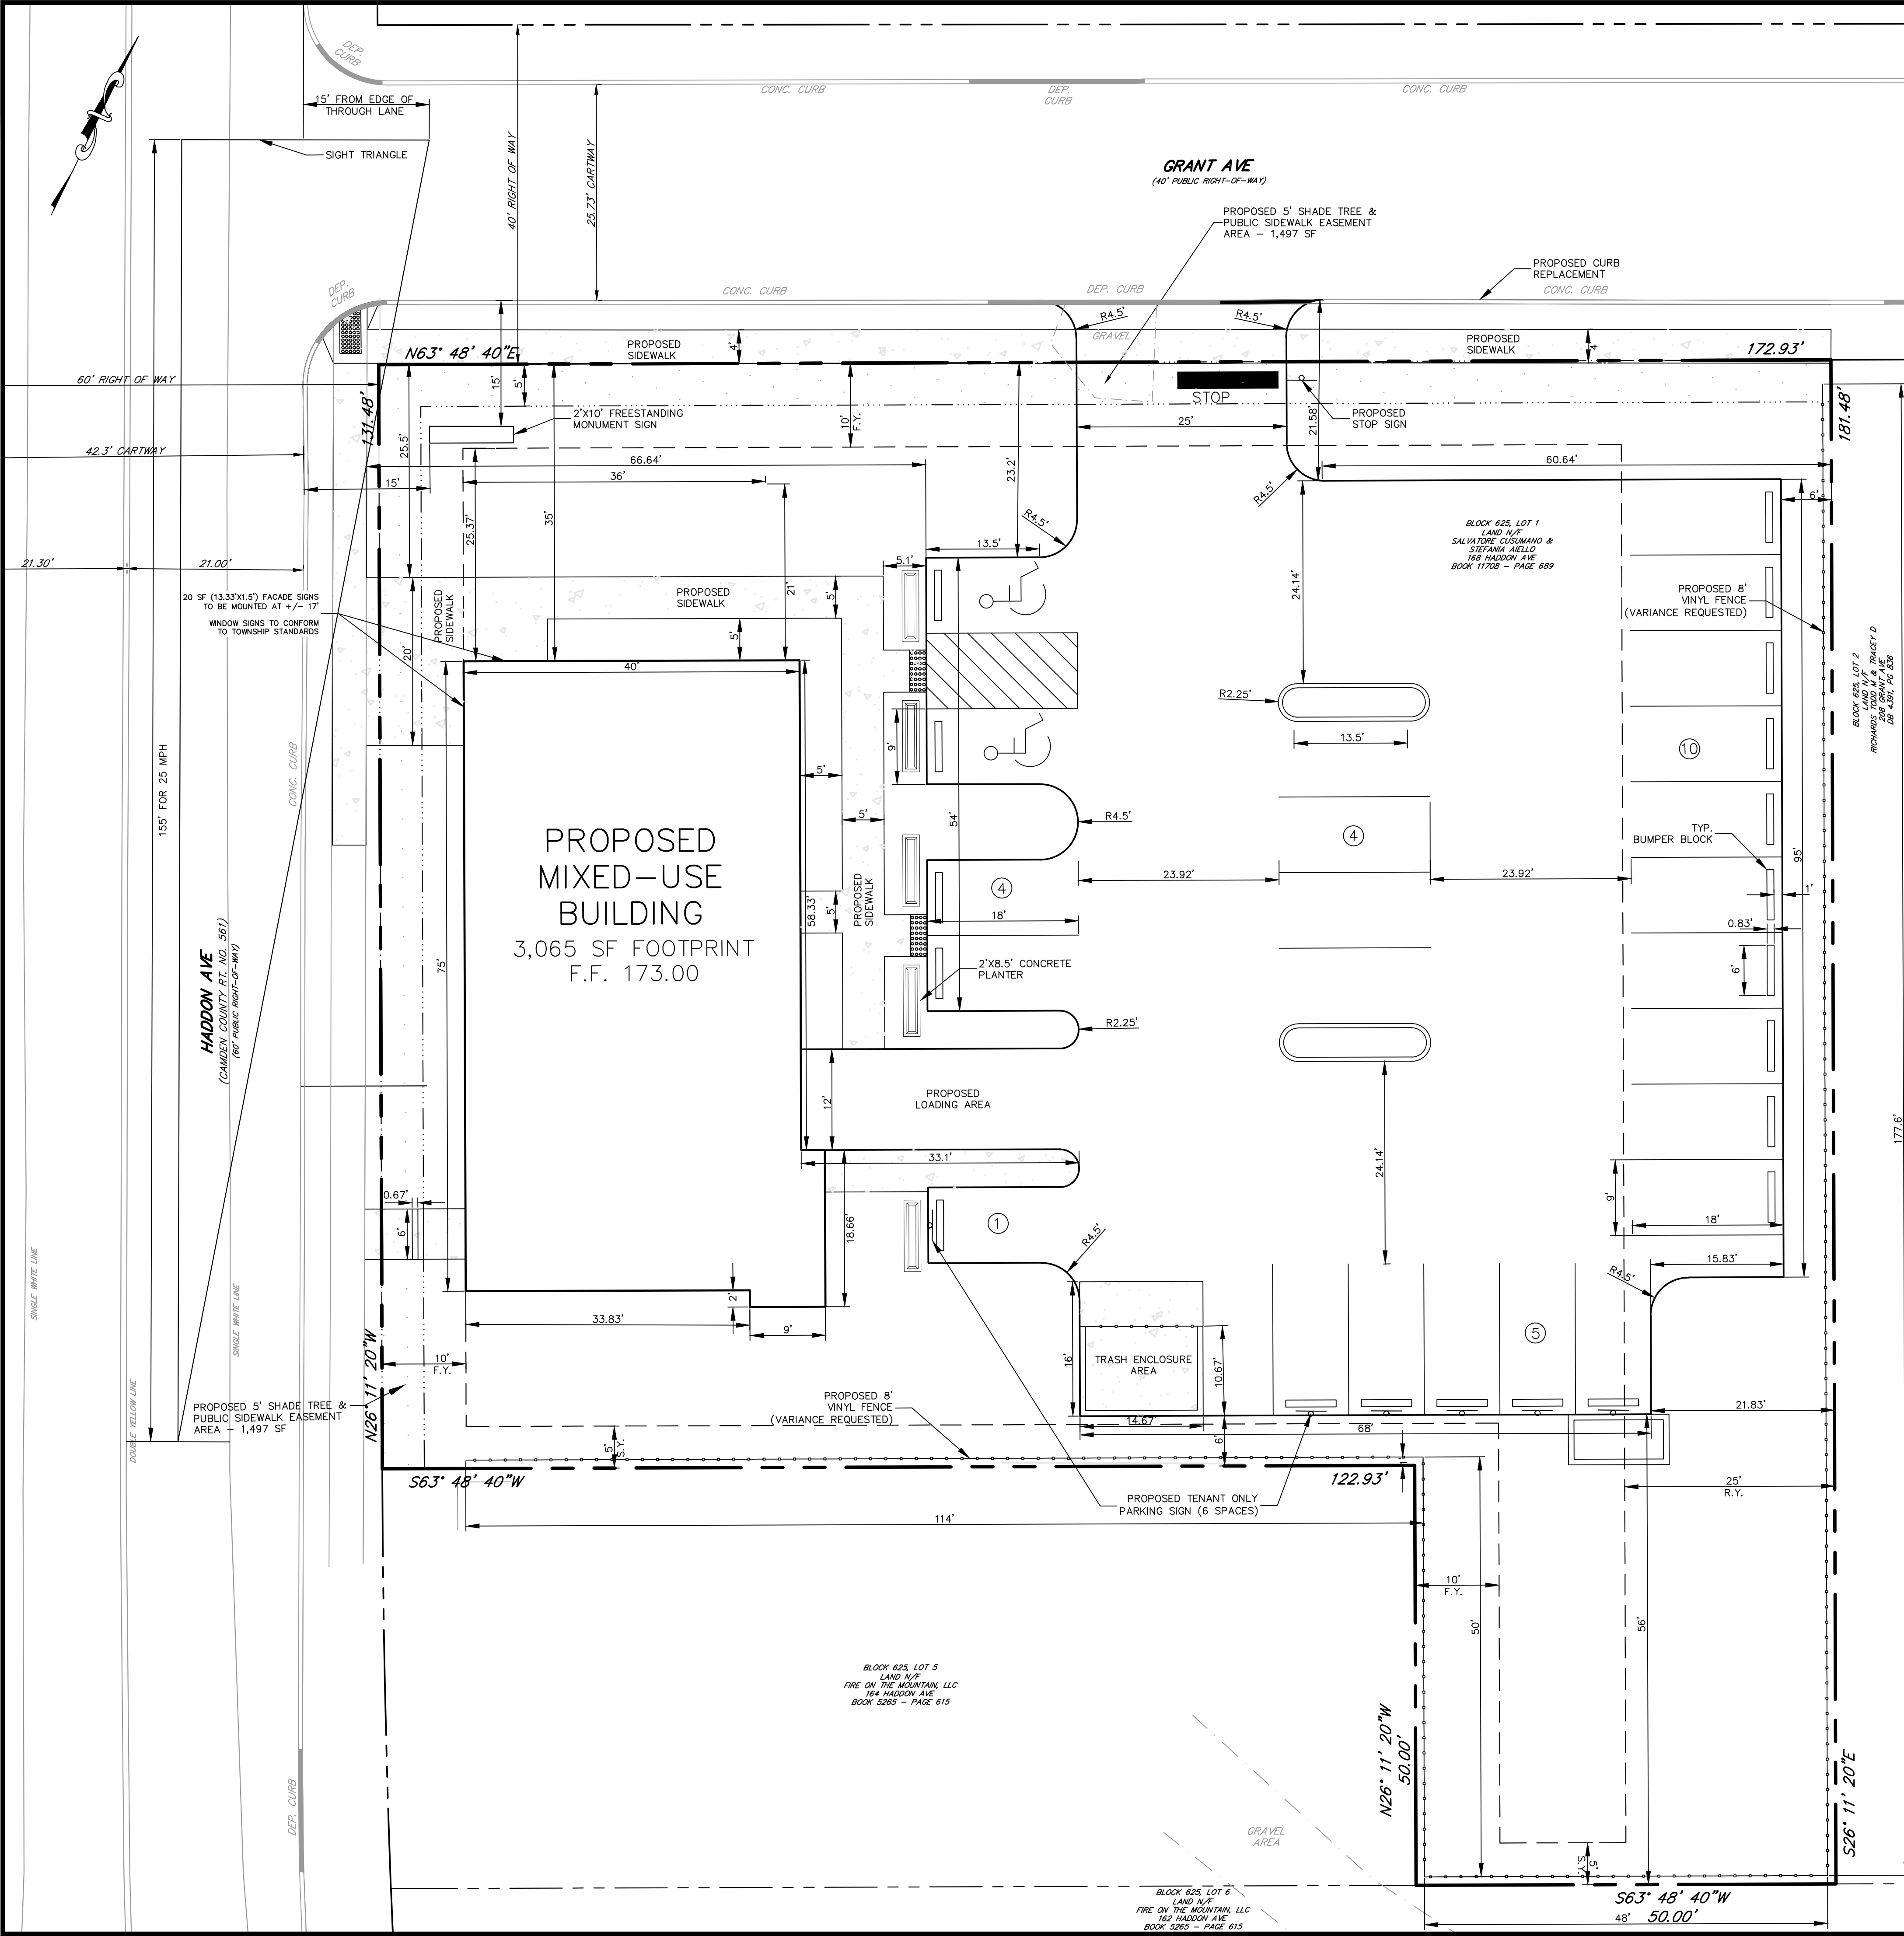 DEP.
CURB
15' FROM EDGE OF
THROUGH LANE
SIGHT TRIANGLE
40' RIGHT OF WAY
25.73' CARTWAY
CONC. CURB
DEP.
CURB
CONC. CURB
GRANT AVE
(40' PUBLIC RIGHT-OF-WAY)
PROPOSED 5' SHADE TREE &
PUBLIC SIDEWALK EASEMENT
AREA - 1,497 SF
PROPOSED CURB
REPLACEMENT
DEP.
CURB
CONC. CURB
DEP. CURB
CONC. CURB
R4.5'
R4.5'
GRAVEL
PROPOSED
SIDEWALK
4'
PROPOSED
SIDEWALK
4'
N63° 48' 40"E
172.93'
60' RIGHT OF WAY
131.48'
181.48'
15'
5'
2'X10' FREESTANDING
MONUMENT SIGN
10'
F.Y.
STOP
PROPOSED
STOP SIGN
25'
21.58'
42.3' CARTWAY
25.5'
66.64'
36'
15'
23.2'
60.64'
R4.5'
6'
25.37'
35'
R4.5'
13.5'
5.1'
24.14'
BLOCK 625, LOT 1
LAND N/F
SALVATORE CUSUMANO &
STEFANIA AIELLO
168 HADDON AVE
BOOK 11708 - PAGE 689
21.30'
21.00'
20 SF (13.33'X1.5') FACADE SIGNS
TO BE MOUNTED AT +/- 17'
WINDOW SIGNS TO CONFORM
TO TOWNSHIP STANDARDS
PROPOSED
SIDEWALK
PROPOSED
SIDEWALK
21'
5'
5'
20'
40'
PROPOSED 8'
VINYL FENCE
(VARIANCE REQUESTED)
BLOCK 625, LOT 2
LAND N/F
RICHARDS TODD M & TRACEY D
208 GRANT AVE
DB 4391, PG 836
R2.25'
13.5'
9'
10
155' FOR 25 MPH
CONC. CURB
5'
5'
54'
R4.5'
4
TYP.
BUMPER BLOCK
95'
PROPOSED
MIXED-USE
BUILDING
3,065 SF FOOTPRINT
F.F. 173.00
4
23.92'
23.92'
1'
58.33'
5'
PROPOSED
SIDEWALK
18'
0.83'
6'
75'
2'X8.5' CONCRETE
PLANTER
HADDON AVE
(CAMDEN COUNTY RT. NO. 561)
(60' PUBLIC RIGHT-OF-WAY)
R2.25'
12'
PROPOSED
LOADING AREA
177.6'
33.1'
24.14'
9'
18'
0.67'
6'
18.66'
1
R4.5'
15.83'
R4.5'
SINGLE WHITE LINE
SINGLE WHITE LINE
2'
33.83'
9'
5
N26° 11' 20"W
10'
F.Y.
16'
TRASH ENCLOSURE
AREA
10.67'
PROPOSED 5' SHADE TREE &
PUBLIC SIDEWALK EASEMENT
AREA - 1,497 SF
DOUBLE YELLOW LINE
PROPOSED 8'
VINYL FENCE
(VARIANCE REQUESTED)
14.67'
68'
21.83'
5'
S.Y.
6'
1'
S63° 48' 40"W
122.93'
25'
R.Y.
PROPOSED TENANT ONLY
PARKING SIGN (6 SPACES)
114'
10'
F.Y.
50'
56'
BLOCK 625, LOT 5
LAND N/F
FIRE ON THE MOUNTAIN, LLC
164 HADDON AVE
BOOK 5265 - PAGE 615
N26° 11' 20"W
50.00'
S26° 11' 20"E
DEP. CURB
GRAVEL
AREA
5'
S.Y.
BLOCK 625, LOT 6
LAND N/F
FIRE ON THE MOUNTAIN, LLC
162 HADDON AVE
BOOK 5265 - PAGE 615
S63° 48' 40"W
48'
50.00'